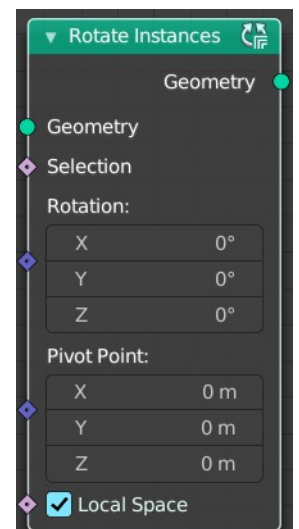 Rotate Instances
Geometry
Geometry
Selection
Rotation:
X 0°
Y 0°
Z 0°
Pivot Point:
X 0 m
Y 0 m
Z 0 m
Local Space